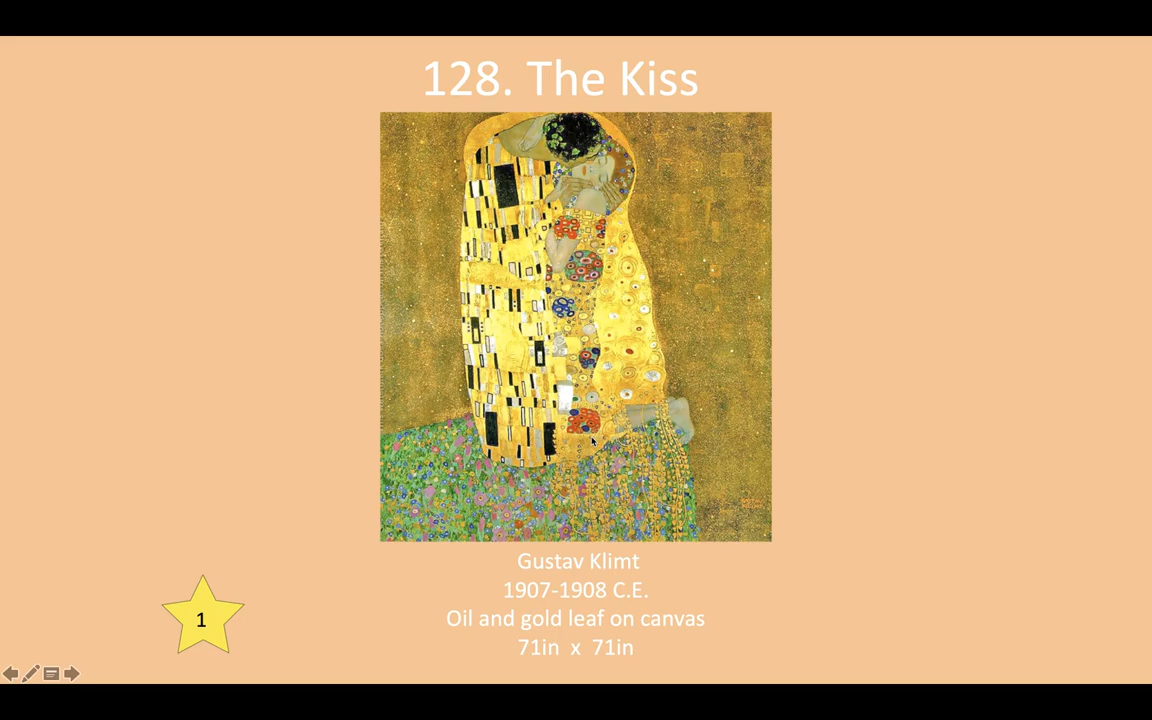 128. The Kiss
Gustav Klimt
1907-1908 C.E.
Oil and gold leaf on canvas
71in x 71in
1